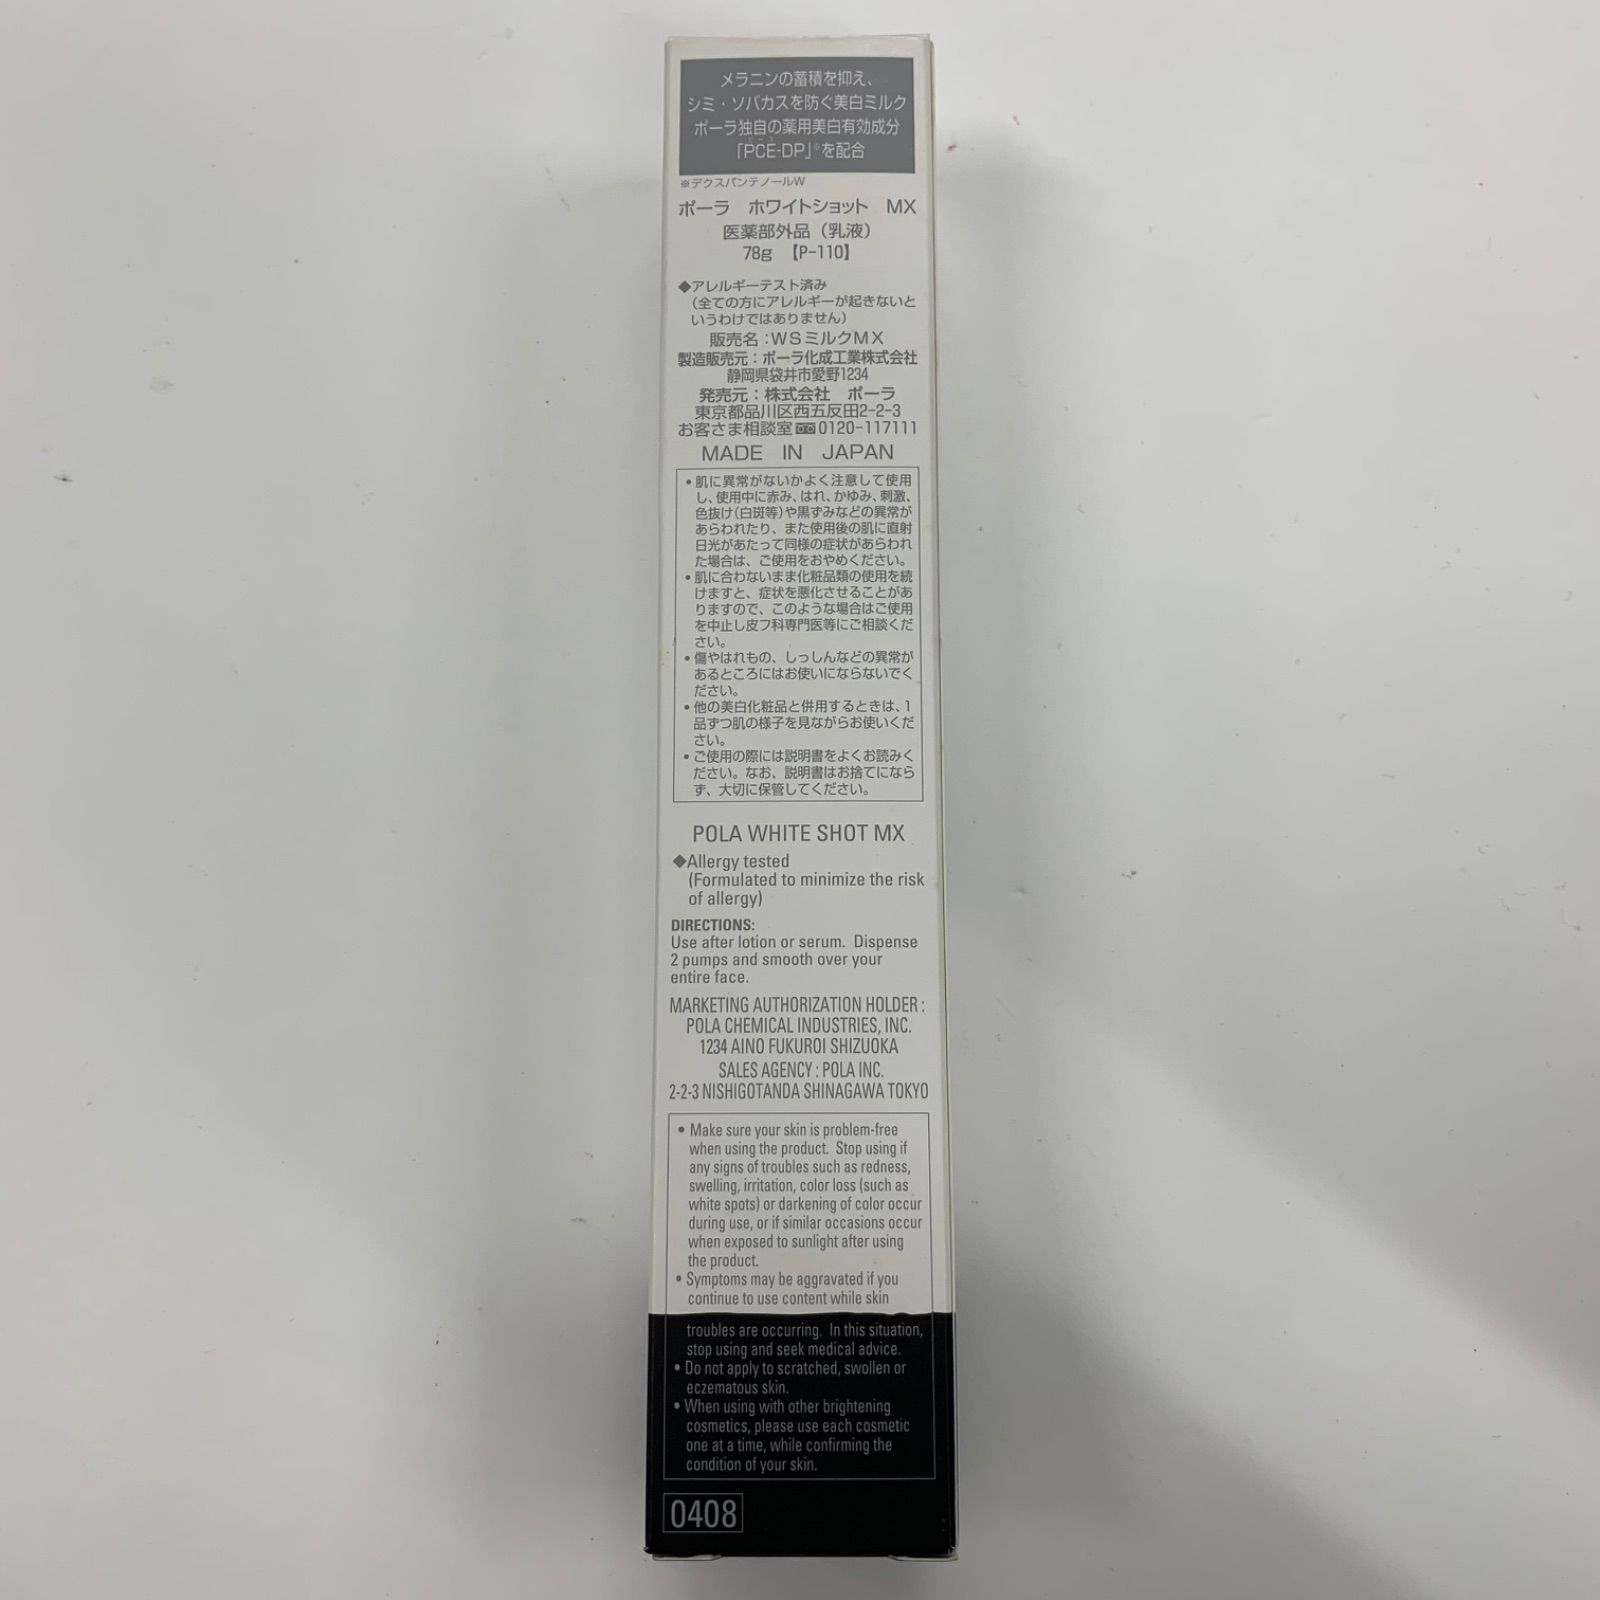 メラニンの蓄積を抑え、
シミ・ソバカスを防ぐ美白ミルク
ポーラ独自の薬用美白有効成分
「PCE-DP」※を配合
※デクスパンテノールW
ポーラ ホワイトショット MX
医薬部外品（乳液）
78g 【P-110】
◆アレルギーテスト済み
（全ての方にアレルギーが起きないと
いうわけではありません）
販売名：WSミルクMX
製造販売元：ポーラ化成工業株式会社
静岡県袋井市愛野1234
発売元：株式会社 ポーラ
東京都品川区西五反田2-2-3
お客さま相談室 0120-117111
MADE IN JAPAN
• 肌に異常がないかよく注意して使用
し、使用中に赤み、はれ、かゆみ、刺激、
色抜け（白斑等）や黒ずみなどの異常が
あらわれたり、また使用後の肌に直射
日光があたって同様の症状があらわれ
た場合は、ご使用をおやめください。
• 肌に合わないまま化粧品類の使用を続
けますと、症状を悪化させることがあ
りますので、このような場合はご使用
を中止し皮フ科専門医等にご相談くだ
さい。
• 傷やはれもの、しっしんなどの異常が
あるところにはお使いにならないでく
ださい。
• 他の美白化粧品と併用するときは、1
品ずつ肌の様子を見ながらお使いくだ
さい。
• ご使用の際には説明書をよくお読みく
ださい。なお、説明書はお捨てになら
ず、大切に保管してください。
POLA WHITE SHOT MX
◆Allergy tested
(Formulated to minimize the risk
of allergy)
DIRECTIONS:
Use after lotion or serum. Dispense
2 pumps and smooth over your
entire face.
MARKETING AUTHORIZATION HOLDER :
POLA CHEMICAL INDUSTRIES, INC.
1234 AINO FUKUROI SHIZUOKA
SALES AGENCY : POLA INC.
2-2-3 NISHIGOTANDA SHINAGAWA TOKYO
• Make sure your skin is problem-free
when using the product. Stop using if
any signs of troubles such as redness,
swelling, irritation, color loss (such as
white spots) or darkening of color occur
during use, or if similar occasions occur
when exposed to sunlight after using
the product.
• Symptoms may be aggravated if you
continue to use content while skin
troubles are occurring. In this situation,
stop using and seek medical advice.
• Do not apply to scratched, swollen or
eczematous skin.
• When using with other brightening
cosmetics, please use each cosmetic
one at a time, while confirming the
condition of your skin.
0408